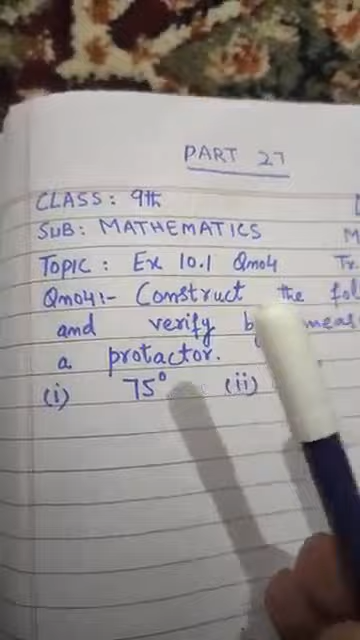 PART 27
CLASS: 9th
SUB: MATHEMATICS
TOPIC: Ex 10.1 Qno4
Qno4:- Construct the
and verify
a protactor.
(i) 75° (ii)